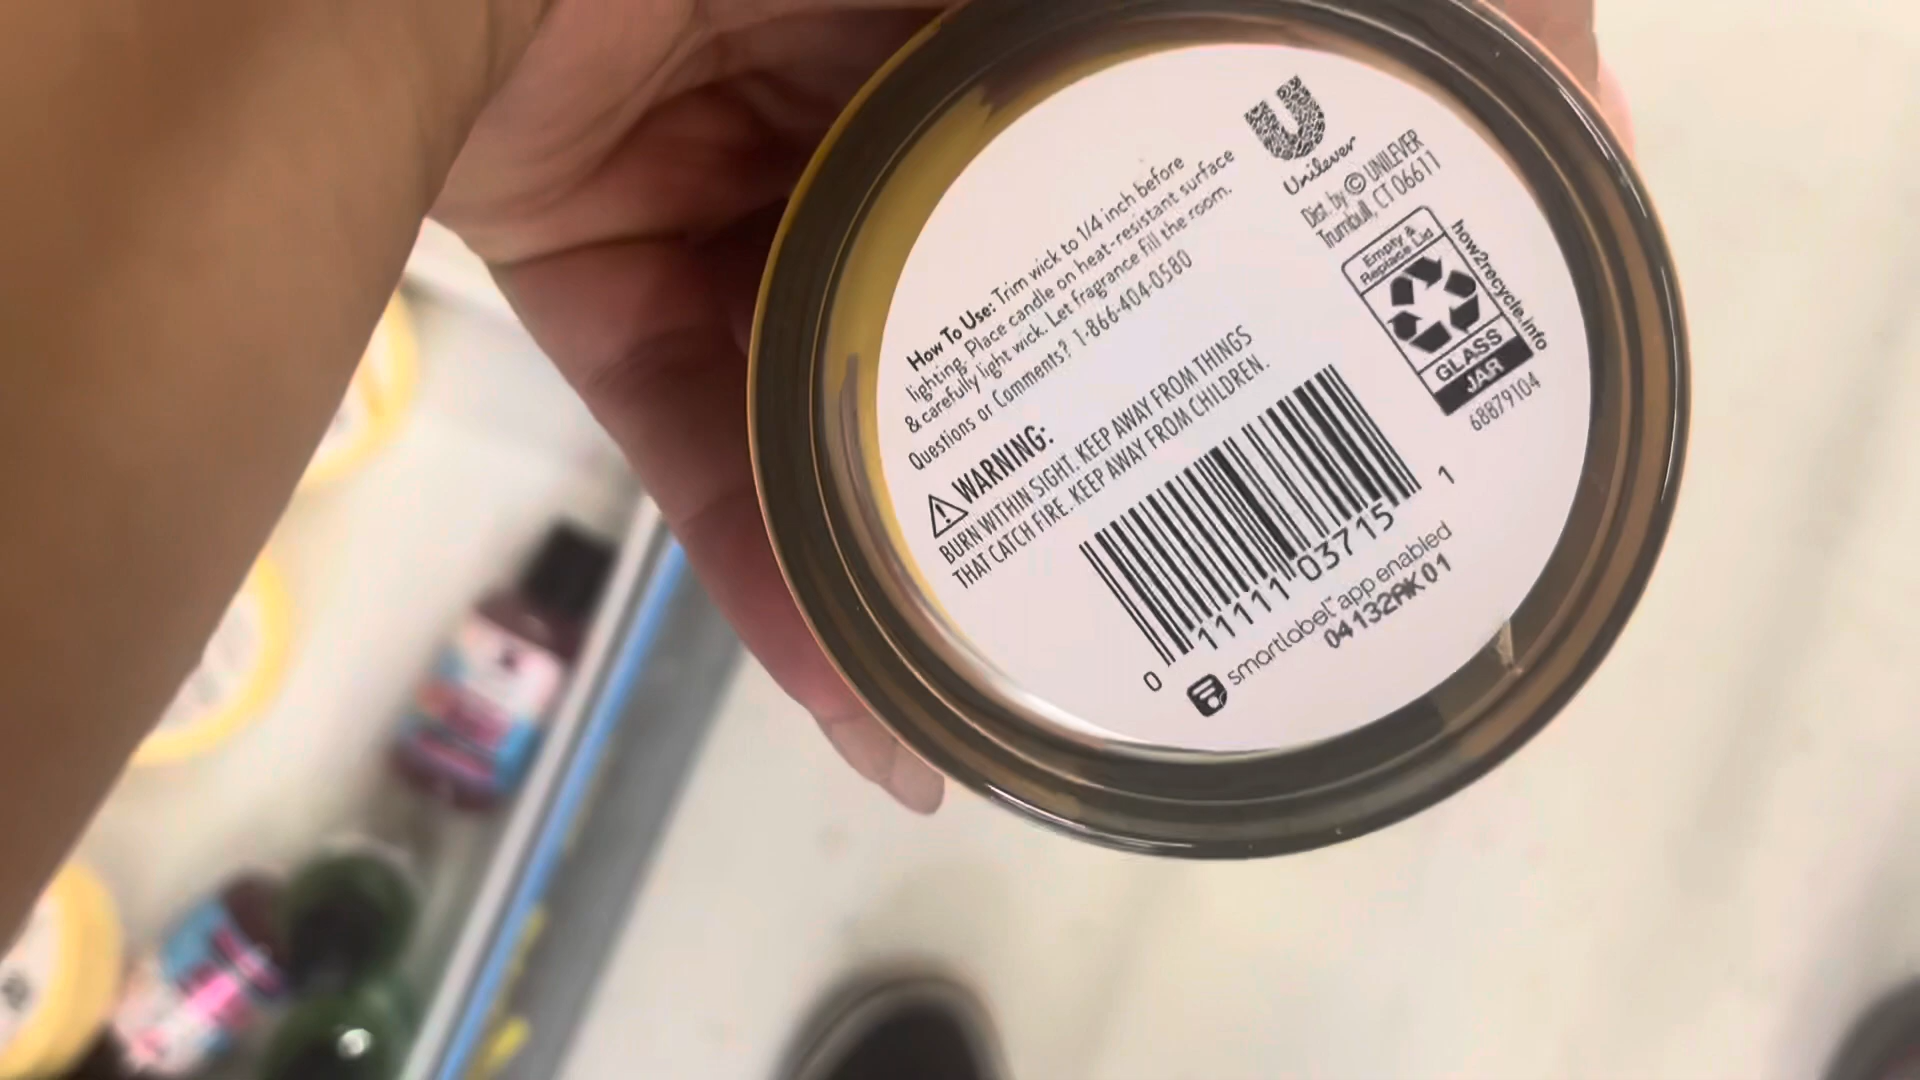 How To Use: Trim wick to 1/4 inch before
lighting. Place candle on heat-resistant surface
& carefully light wick. Let fragrance fill the room.
Questions or Comments? 1-866-404-0580
WARNING:
BURN WITHIN SIGHT. KEEP AWAY FROM THINGS
THAT CATCH FIRE. KEEP AWAY FROM CHILDREN.
0 11111 03715 1
smartlabel™ app enabled
04132AK01
Unilever
Dist. by © UNILEVER
Trumbull, CT 06611
Empty &
Replace Lid
GLASS
JAR
how2recycle.info
68879104